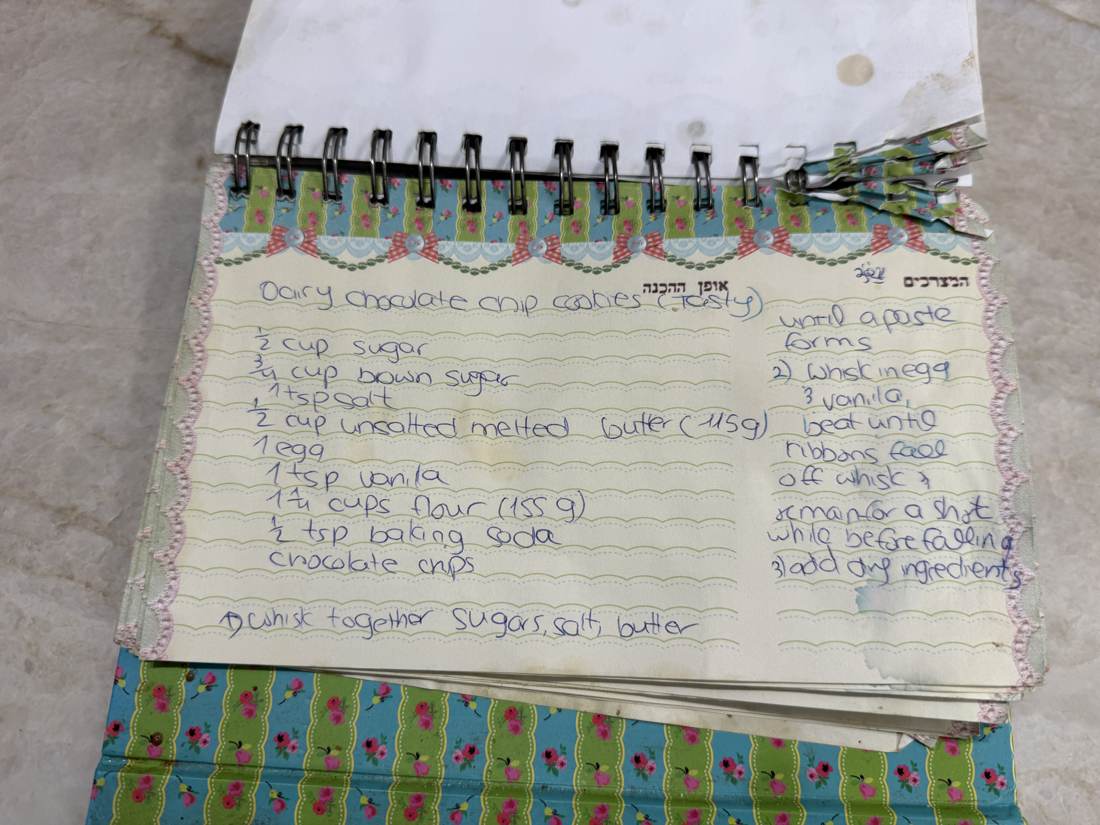 המצרכים
אופן ההכנה
Dairy chocolate chip cookies (Tasty)
1/2 cup sugar
3/4 cup brown sugar
1 tsp salt
1/2 cup unsalted melted butter (115g)
1 egg
1 tsp vanila
1 1/4 cups flour (155 g)
1/2 tsp baking soda
chocolate chips
1) whisk together sugars, salt, butter
until a paste
forms
2) whisk in egg
& vanila,
beat until
ribbons fall
off whisk &
remain for a short
while before falling
3) add dry ingredients